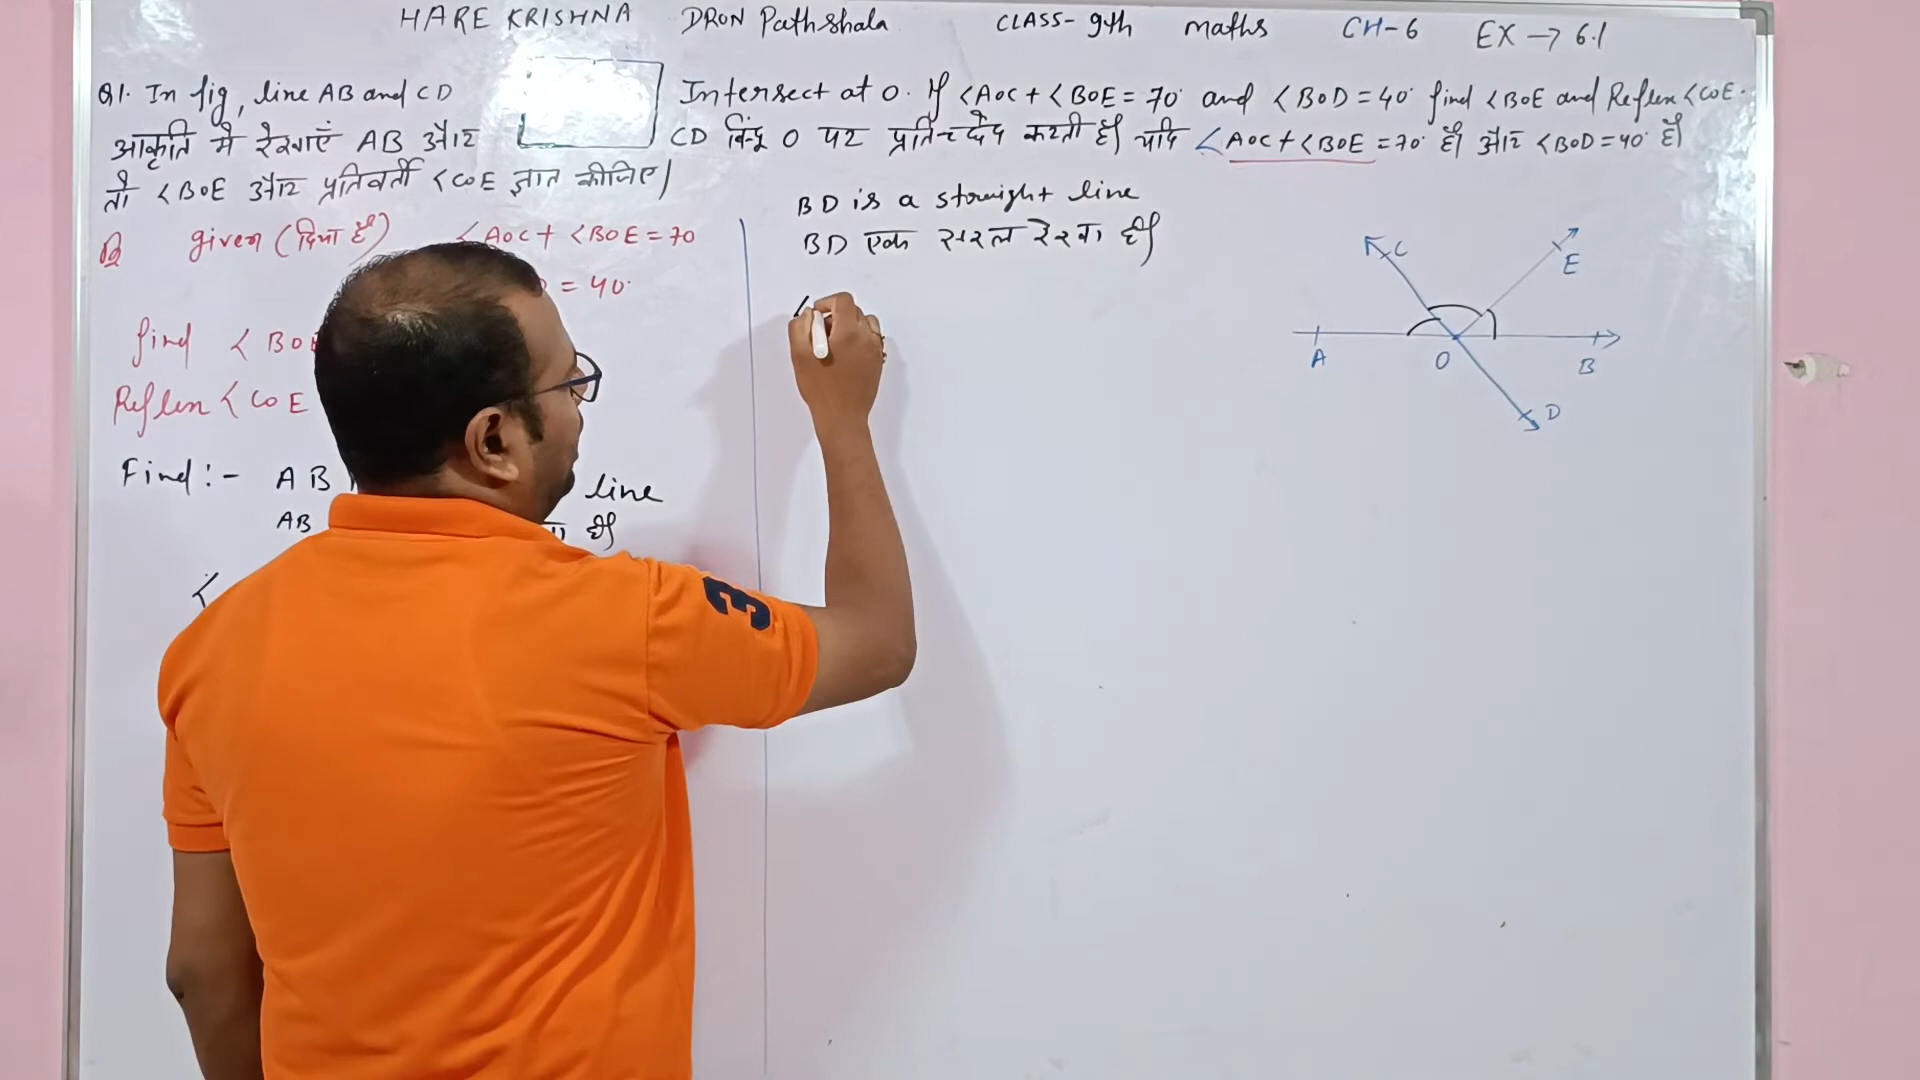 HARE KRISHNA DRON Pathshala CLASS- 9th maths CH-6 EX → 6.1
Q1. In fig, line AB and CD Intersect at O. If <AOC + <BOE = 70° and <BOD = 40° find <BOE and Reflex <COE.
आकृति मे रेखाएं AB और CD बिंदू O पर प्रतिच्छेद करती हैं यदि <AOC + <BOE = 70° हैं और <BOD = 40° हैं
तो <BOE और प्रतिवर्ती <COE ज्ञात कीजिए|
given (दिया हैं) <AOC + <BOE = 70
= 40°
find < BO
Reflex < COE
Find :- AB line
AB हैं
<
BD is a straight line
BD एक सरल रेखा हैं
<
C
E
A
O
B
D
3